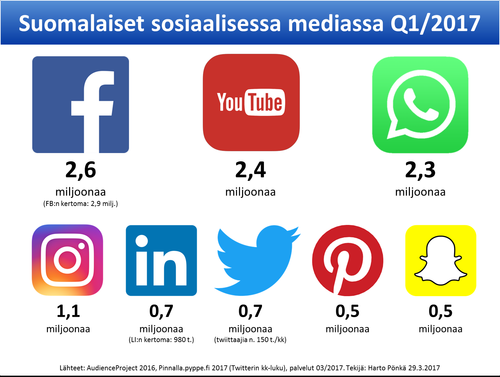 Suomalaiset sosiaalisessa mediassa Q1/2017
f
You Tube
2,6
miljoonaa
(FB:n kertoma: 2,9 milj.)
2,4
miljoonaa
2,3
miljoonaa
in
1,1
miljoonaa
0,7
miljoonaa
(LI:n kertoma: 980 t.)
0,7
miljoonaa
(twiittaajia n. 150 t./kk)
0,5
miljoonaa
0,5
miljoonaa
Lähteet: AudienceProject 2016, Pinnalla.pyppe.fi 2017 (Twitterin kk-luku), palvelut 03/2017. Tekijä: Harto Pönkä 29.3.2017